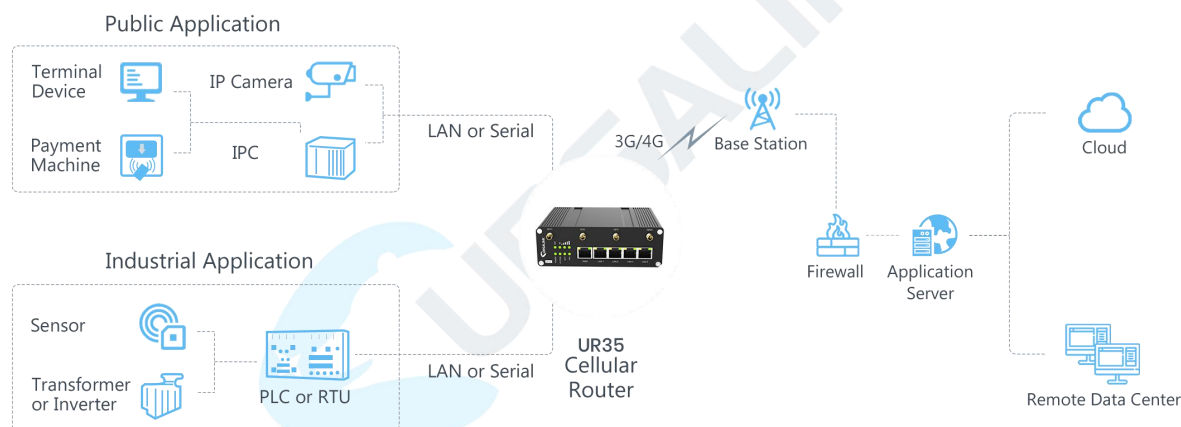 Public Application
Terminal
Device
IP Camera
Payment
Machine
IPC
LAN or Serial
3G/4G
Base Station
Cloud
Firewall
Application
Server
Industrial Application
Sensor
Transformer
or Inverter
PLC or RTU
LAN or Serial
UR35
Cellular
Router
Remote Data Center